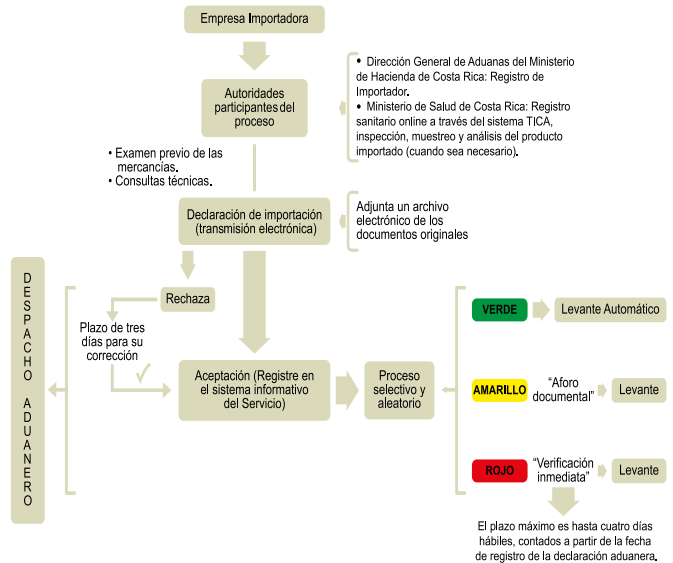 Empresa Importadora
Autoridades
participantes del
proceso
• Dirección General de Aduanas del Ministerio
de Hacienda de Costa Rica: Registro de
Importador.
• Ministerio de Salud de Costa Rica: Registro
sanitario online a través del sistema TICA,
inspección, muestreo y análisis del producto
importado (cuando sea necesario).
• Examen previo de las
mercancías.
• Consultas técnicas.
Declaración de importación
(transmisión electrónica)
Adjunta un archivo
electrónico de los
documentos originales
DESPACHO ADUANERO
Rechaza
Plazo de tres
días para su
corrección
Aceptación (Registre en
el sistema informativo
del Servicio)
Proceso
selectivo y
aleatorio
VERDE
Levante Automático
AMARILLO
“Aforo
documental”
Levante
ROJO
“Verificación
inmediata”
Levante
El plazo máximo es hasta cuatro días
hábiles, contados a partir de la fecha
de registro de la declaración aduanera.